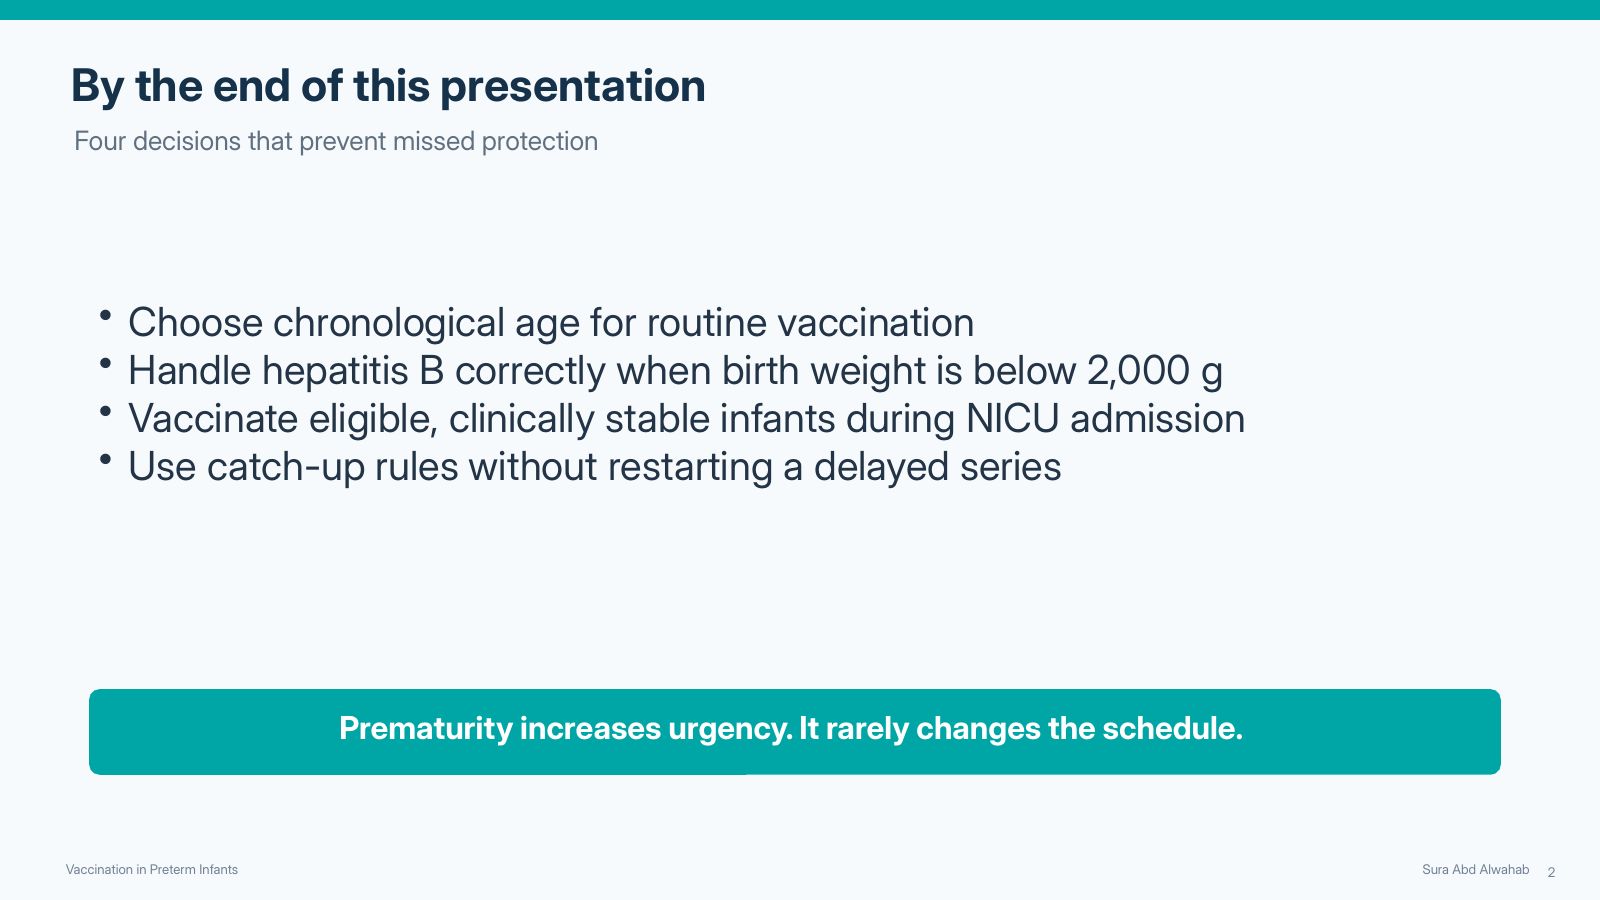 By the end of this presentation
Four decisions that prevent missed protection
• Choose chronological age for routine vaccination
• Handle hepatitis B correctly when birth weight is below 2,000 g
• Vaccinate eligible, clinically stable infants during NICU admission
• Use catch-up rules without restarting a delayed series
Prematurity increases urgency. It rarely changes the schedule.
Vaccination in Preterm Infants
Sura Abd Alwahab 2